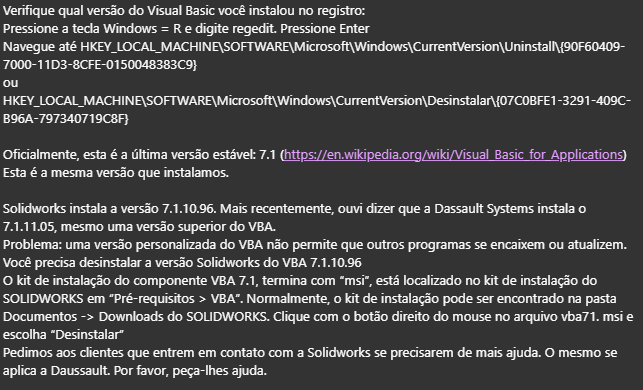 Verifique qual versão do Visual Basic você instalou no registro:
Pressione a tecla Windows = R e digite regedit. Pressione Enter
Navegue até HKEY_LOCAL_MACHINE\SOFTWARE\Microsoft\Windows\CurrentVersion\Uninstall\{90F60409-
7000-11D3-8CFE-0150048383C9}
ou
HKEY_LOCAL_MACHINE\SOFTWARE\Microsoft\Windows\CurrentVersion\Desinstalar\{07C0BFE1-3291-409C-
B96A-797340719C8F}
Oficialmente, esta é a última versão estável: 7.1 (https://en.wikipedia.org/wiki/Visual_Basic_for_Applications)
Esta é a mesma versão que instalamos.
Solidworks instala a versão 7.1.10.96. Mais recentemente, ouvi dizer que a Dassault Systems instala o
7.1.11.05, mesmo uma versão superior do VBA.
Problema: uma versão personalizada do VBA não permite que outros programas se encaixem ou atualizem.
Você precisa desinstalar a versão Solidworks do VBA 7.1.10.96
O kit de instalação do componente VBA 7.1, termina com “msi”, está localizado no kit de instalação do
SOLIDWORKS em “Pré-requisitos > VBA”. Normalmente, o kit de instalação pode ser encontrado na pasta
Documentos -> Downloads do SOLIDWORKS. Clique com o botão direito do mouse no arquivo vba71. msi e
escolha “Desinstalar”
Pedimos aos clientes que entrem em contato com a Solidworks se precisarem de mais ajuda. O mesmo se
aplica a Daussault. Por favor, peça-lhes ajuda.